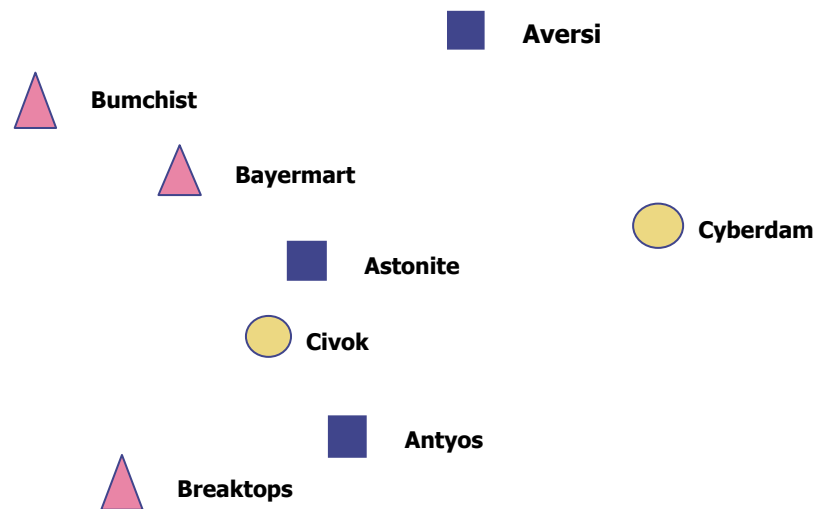 Aversi
Bumchist
Bayermart
Cyberdam
Astonite
Civok
Antyos
Breaktops